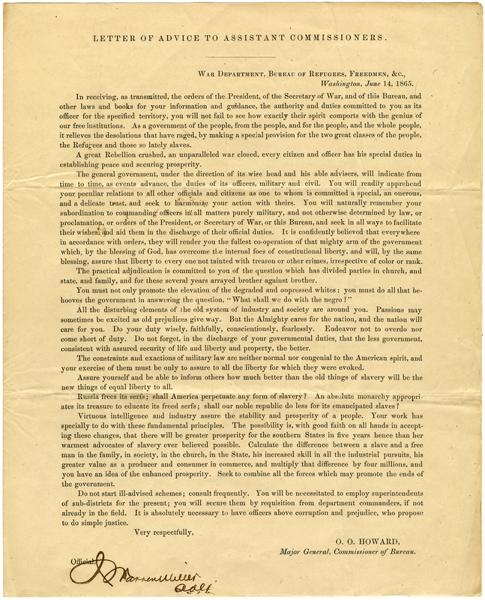 LETTER OF ADVICE TO ASSISTANT COMMISSIONERS.
WAR DEPARTMENT, BUREAU OF REFUGEES, FREEDMEN, &C.,
Washington, June 14, 1865.
In receiving, as transmitted, the orders of the President, of the Secretary of War, and of this Bureau, and
other laws and books for your information and guidance, the authority and duties committed to you as its
officer for the specified territory, you will not fail to see how exactly their spirit comports with the genius of
our free institutions. As a government of the people, from the people, and for the people, and the whole people,
it relieves the desolations that have raged, by making a special provision for the two great classes of the people,
the Refugees and those so lately slaves.
A great Rebellion crushed, an unparalleled war closed, every citizen and officer has his special duties in
establishing peace and securing prosperity.
The general government, under the direction of its wise head and his able advisers, will indicate from
time to time, as events advance, the duties of its officers, military and civil. You will readily apprehend
your peculiar relations to all other officials and citizens as one to whom is committed a special, an onerous,
and a delicate trust, and seek to harmonize your action with theirs. You will naturally remember your
subordination to commanding officers in all matters purely military, and not otherwise determined by law, or
proclamation, or orders of the President, or Secretary of War, or this Bureau, and seek in all ways to facilitate
their wishes and aid them in the discharge of their official duties. It is confidently believed that everywhere
in accordance with orders, they will render you the fullest co-operation of that mighty arm of the government
which, by the blessing of God, has overcome the internal foes of constitutional liberty, and will, by the same
blessing, assure that liberty to every one not tainted with treason or other crimes, irrespective of color or rank.
The practical adjudication is committed to you of the question which has divided parties in church, and
state, and family, and for these several years arrayed brother against brother.
You must not only promote the elevation of the degraded and oppressed whites; you must do all that be-
hooves the government in answering the question, "What shall we do with the negro?"
All the disturbing elements of the old system of industry and society are around you. Passions may
sometimes be excited as old prejudices give way. But the Almighty cares for the nation, and the nation will
care for you. Do your duty wisely, faithfully, conscientiously, fearlessly. Endeavor not to overdo nor
come short of duty. Do not forget, in the discharge of your governmental duties, that the less government,
consistent with assured security of life and liberty and property, the better.
The constraints and exactions of military law are neither normal nor congenial to the American spirit, and
your exercise of them must be only to assure to all the liberty for which they were evoked.
Assure yourself and be able to inform others how much better than the old things of slavery will be the
new things of equal liberty to all.
Russia frees its serfs; shall America perpetuate any form of slavery? An absolute monarchy appropri-
ates its treasure to educate its freed serfs; shall our noble republic do less for its emancipated slaves?
Virtuous intelligence and industry assure the stability and prosperity of a people. Your work has
specially to do with these fundamental principles. The possibility is, with good faith on all hands in accept-
ing these changes, that there will be greater prosperity for the southern States in five years hence than her
warmest advocates of slavery ever believed possible. Calculate the difference between a slave and a free
man in the family, in society, in the church, in the State, his increased skill in all the industrial pursuits, his
greater value as a producer and consumer in commerce, and multiply that difference by four millions, and
you have an idea of the enhanced prosperity. Seek to combine all the forces which may promote the ends of
the government.
Do not start ill-advised schemes; consult frequently. You will be necessitated to employ superintendents
of sub-districts for the present; you will secure them by requisition from department commanders, if not
already in the field. It is absolutely necessary to have officers above corruption and prejudice, who propose
to do simple justice.
Very respectfully,
O. O. HOWARD,
Major General, Commissioner of Bureau.
Official: